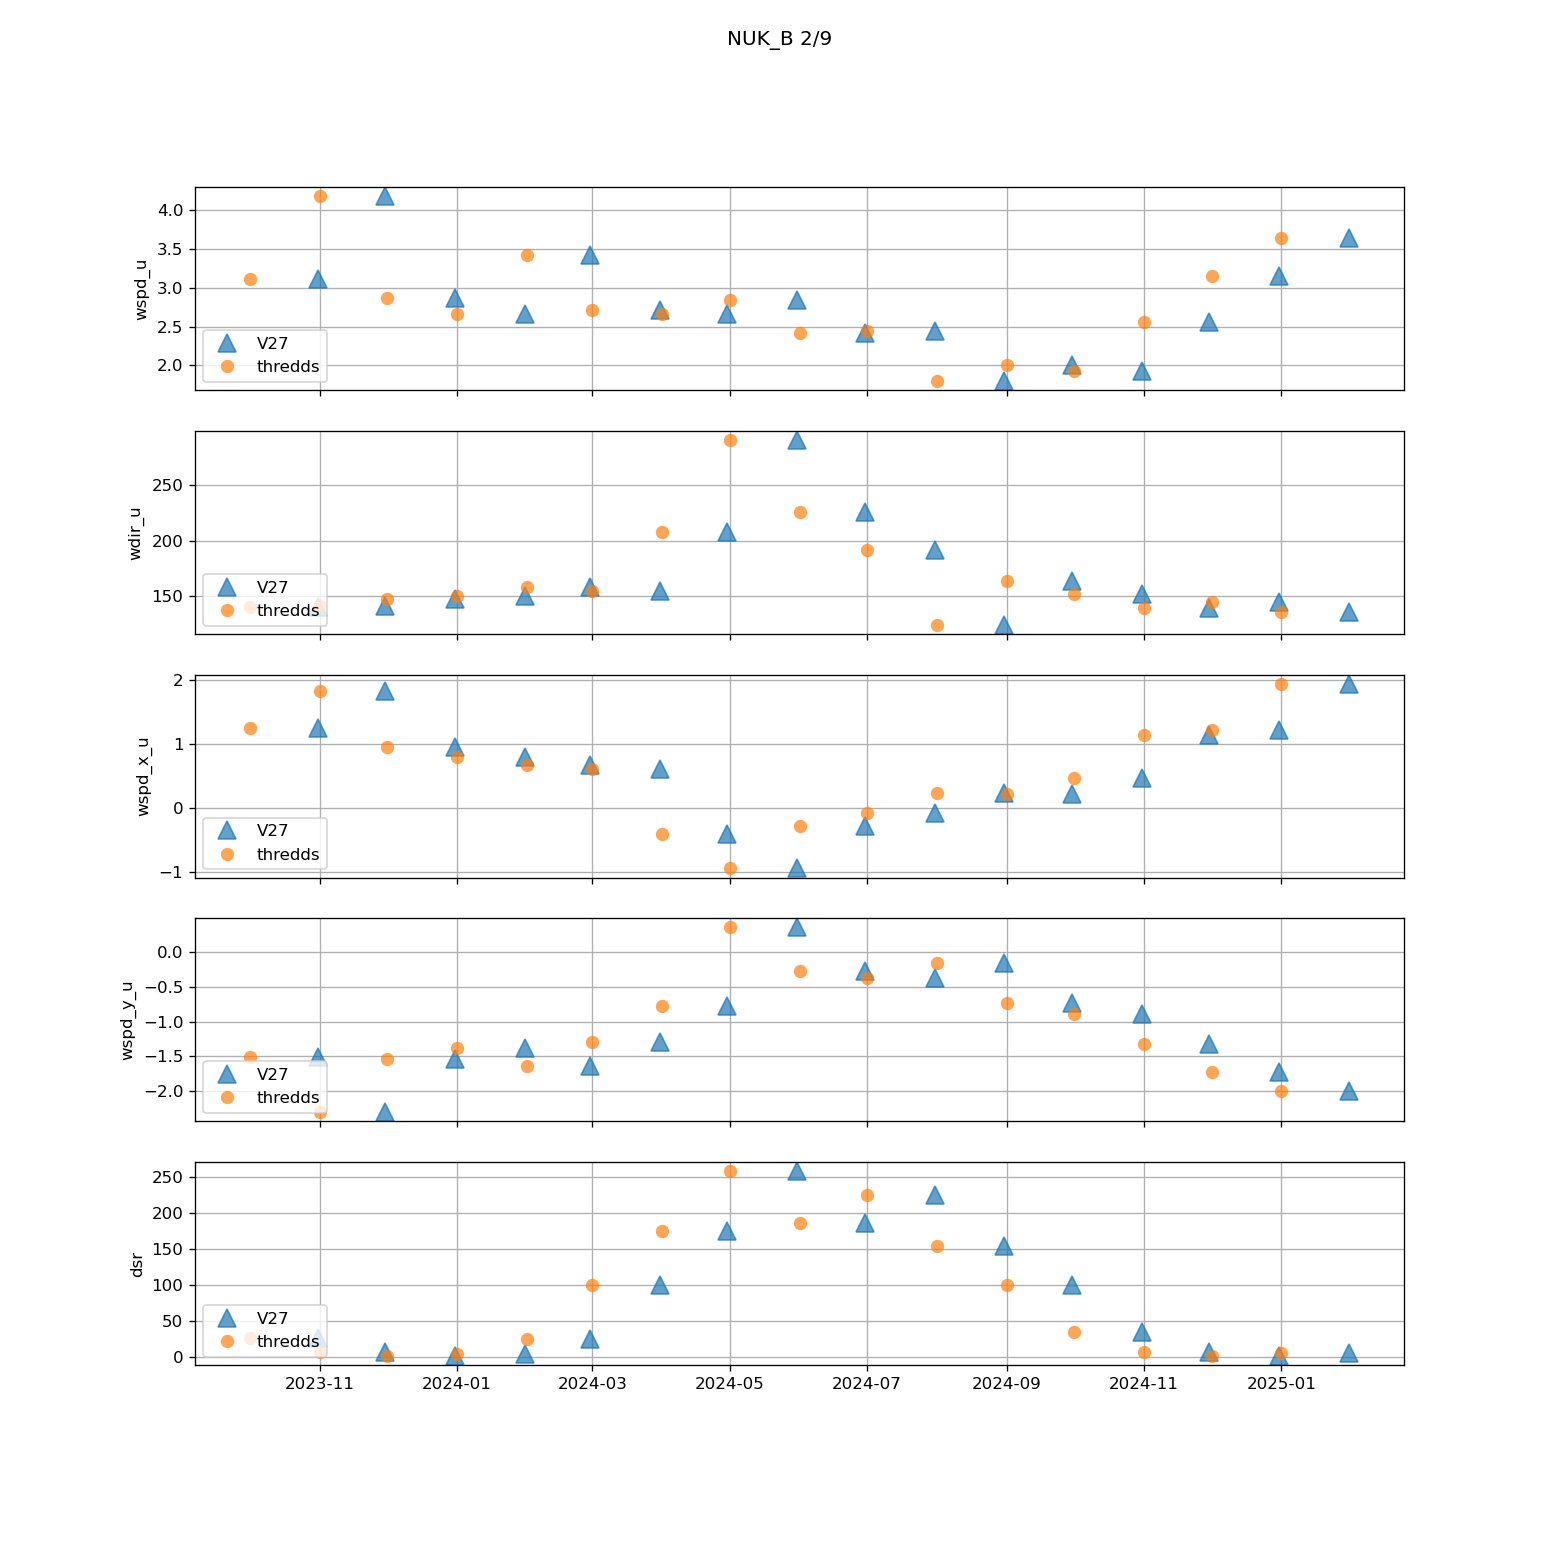 NUK_B 2/9
4.0
3.5
3.0
2.5
2.0
wspd_u
V27
thredds
250
200
150
wdir_u
V27
thredds
2
1
0
−1
wspd_x_u
V27
thredds
0.0
−0.5
−1.0
−1.5
−2.0
wspd_y_u
V27
thredds
250
200
150
100
50
0
dsr
V27
thredds
2023-11 2024-01 2024-03 2024-05 2024-07 2024-09 2024-11 2025-01